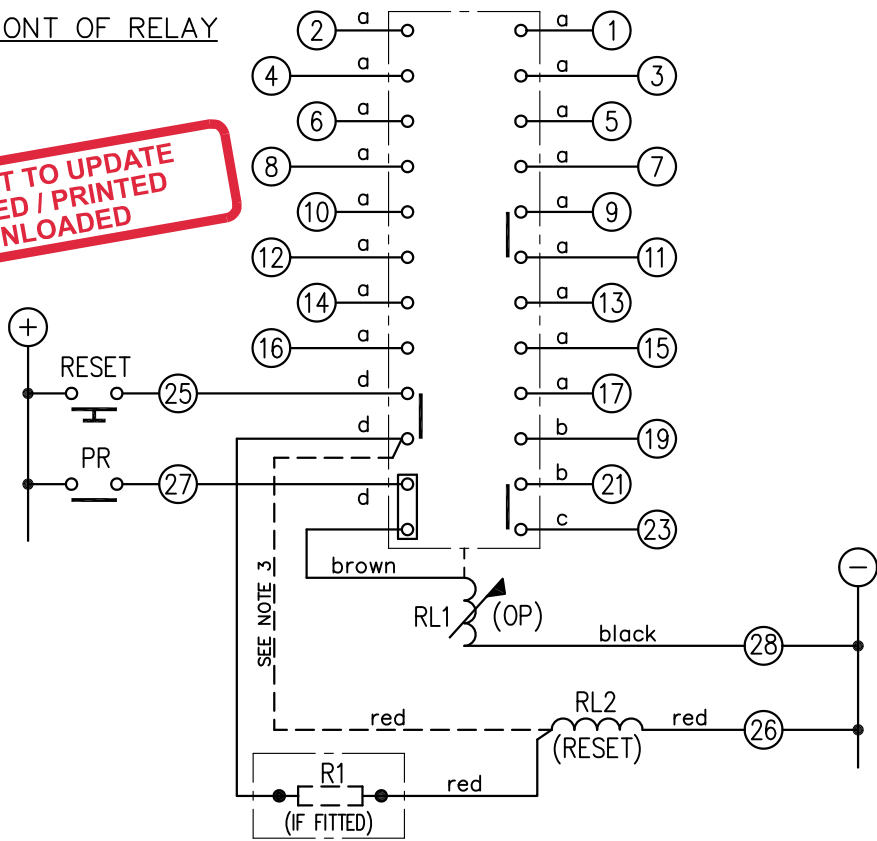 ONT OF RELAY
2 a a 1
4 a a 3
T TO UPDATE
ED / PRINTED
NLOADED
6 a a 5
8 a a 7
10 a a 9
12 a a 11
14 a a 13
16 a a 15
+
RESET
25 d a 17
d b 19
PR
27 d b 21
c 23
brown
SEE NOTE 3
RL1 (OP)
black
28
−
RL2
red red 26
(RESET)
R1
red
(IF FITTED)